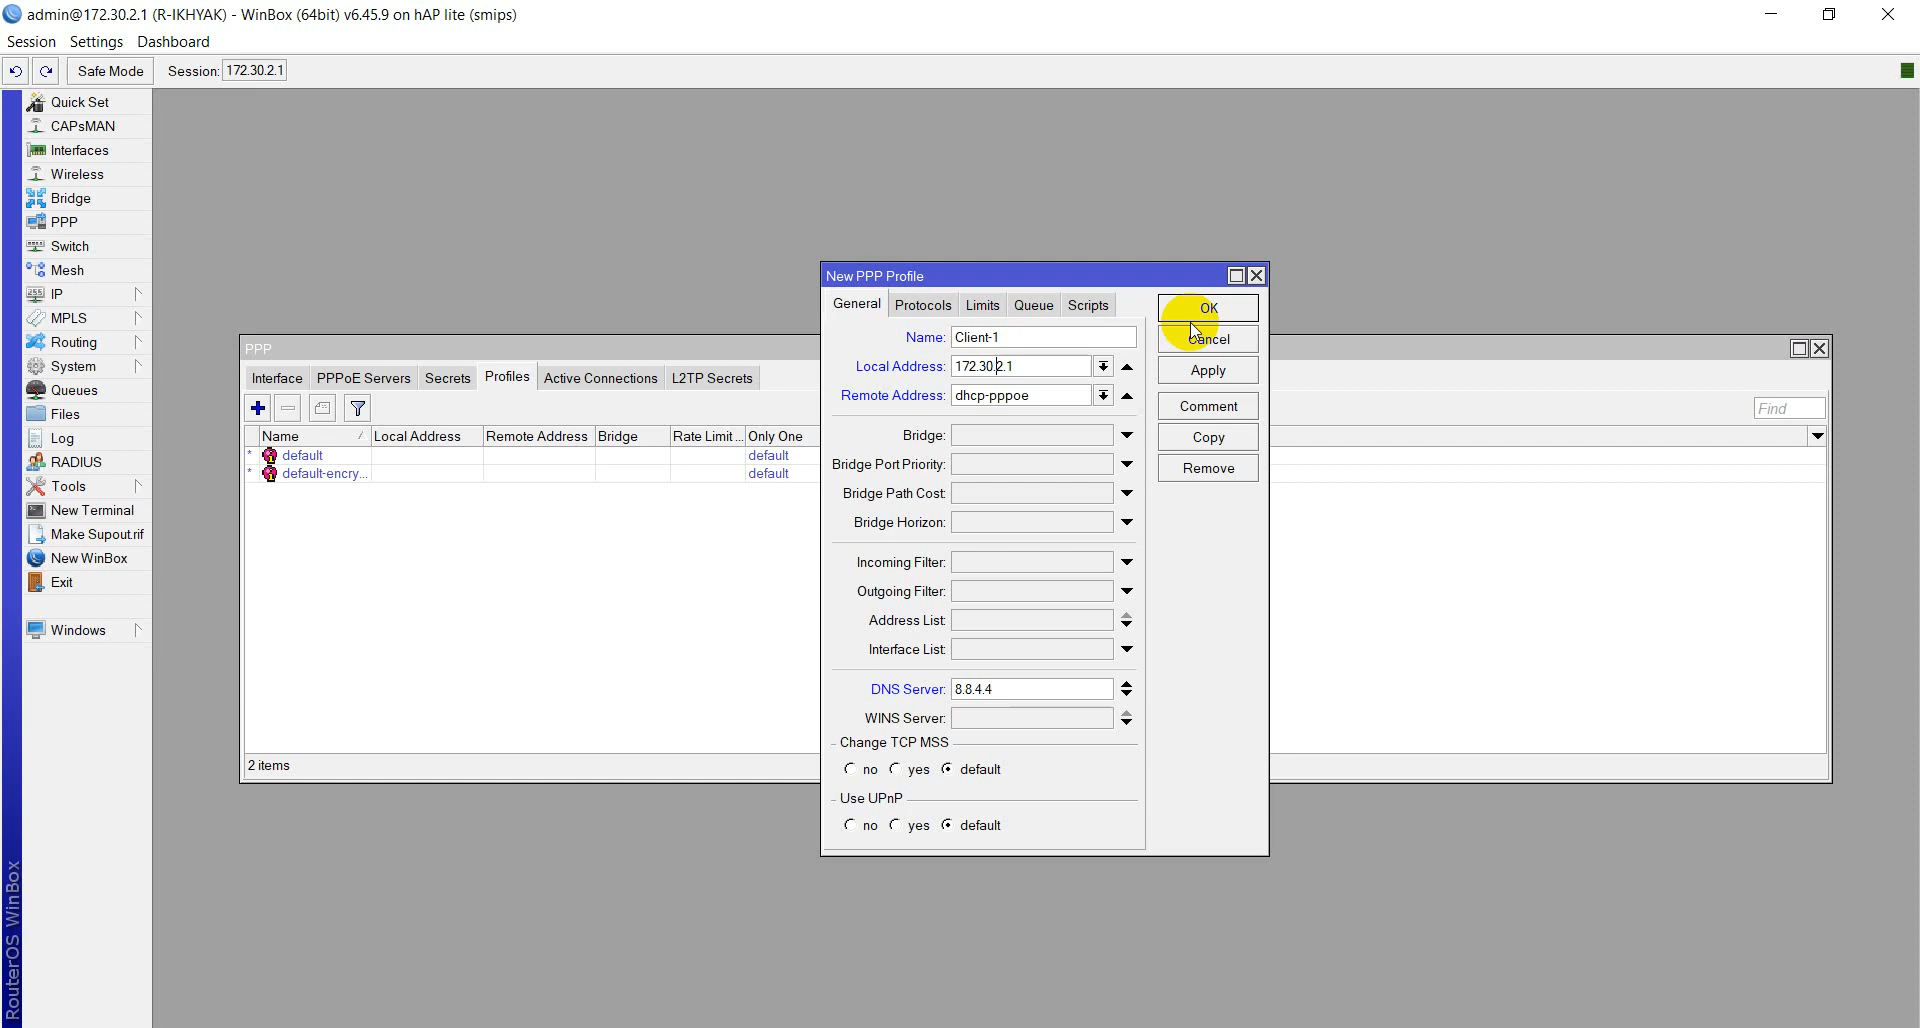 admin@172.30.2.1 (R-IKHYAK) - WinBox (64bit) v6.45.9 on hAP lite (smips)
Session Settings Dashboard
Safe Mode Session: 172.30.2.1
Quick Set
CAPsMAN
Interfaces
Wireless
Bridge
PPP
Switch
Mesh
IP
MPLS
Routing
System
Queues
Files
Log
RADIUS
Tools
New Terminal
Make Supout.rif
New WinBox
Exit
Windows
RouterOS WinBox
PPP
Interface PPPoE Servers Secrets Profiles Active Connections L2TP Secrets
Find
Name Local Address Remote Address Bridge Rate Limit... Only One
* default default
* default-encry... default
2 items
New PPP Profile
General Protocols Limits Queue Scripts
Name: Client-1
Local Address: 172.30.2.1
Remote Address: dhcp-pppoe
Bridge:
Bridge Port Priority:
Bridge Path Cost:
Bridge Horizon:
Incoming Filter:
Outgoing Filter:
Address List:
Interface List:
DNS Server: 8.8.4.4
WINS Server:
Change TCP MSS
no yes default
Use UPnP
no yes default
OK
Cancel
Apply
Comment
Copy
Remove